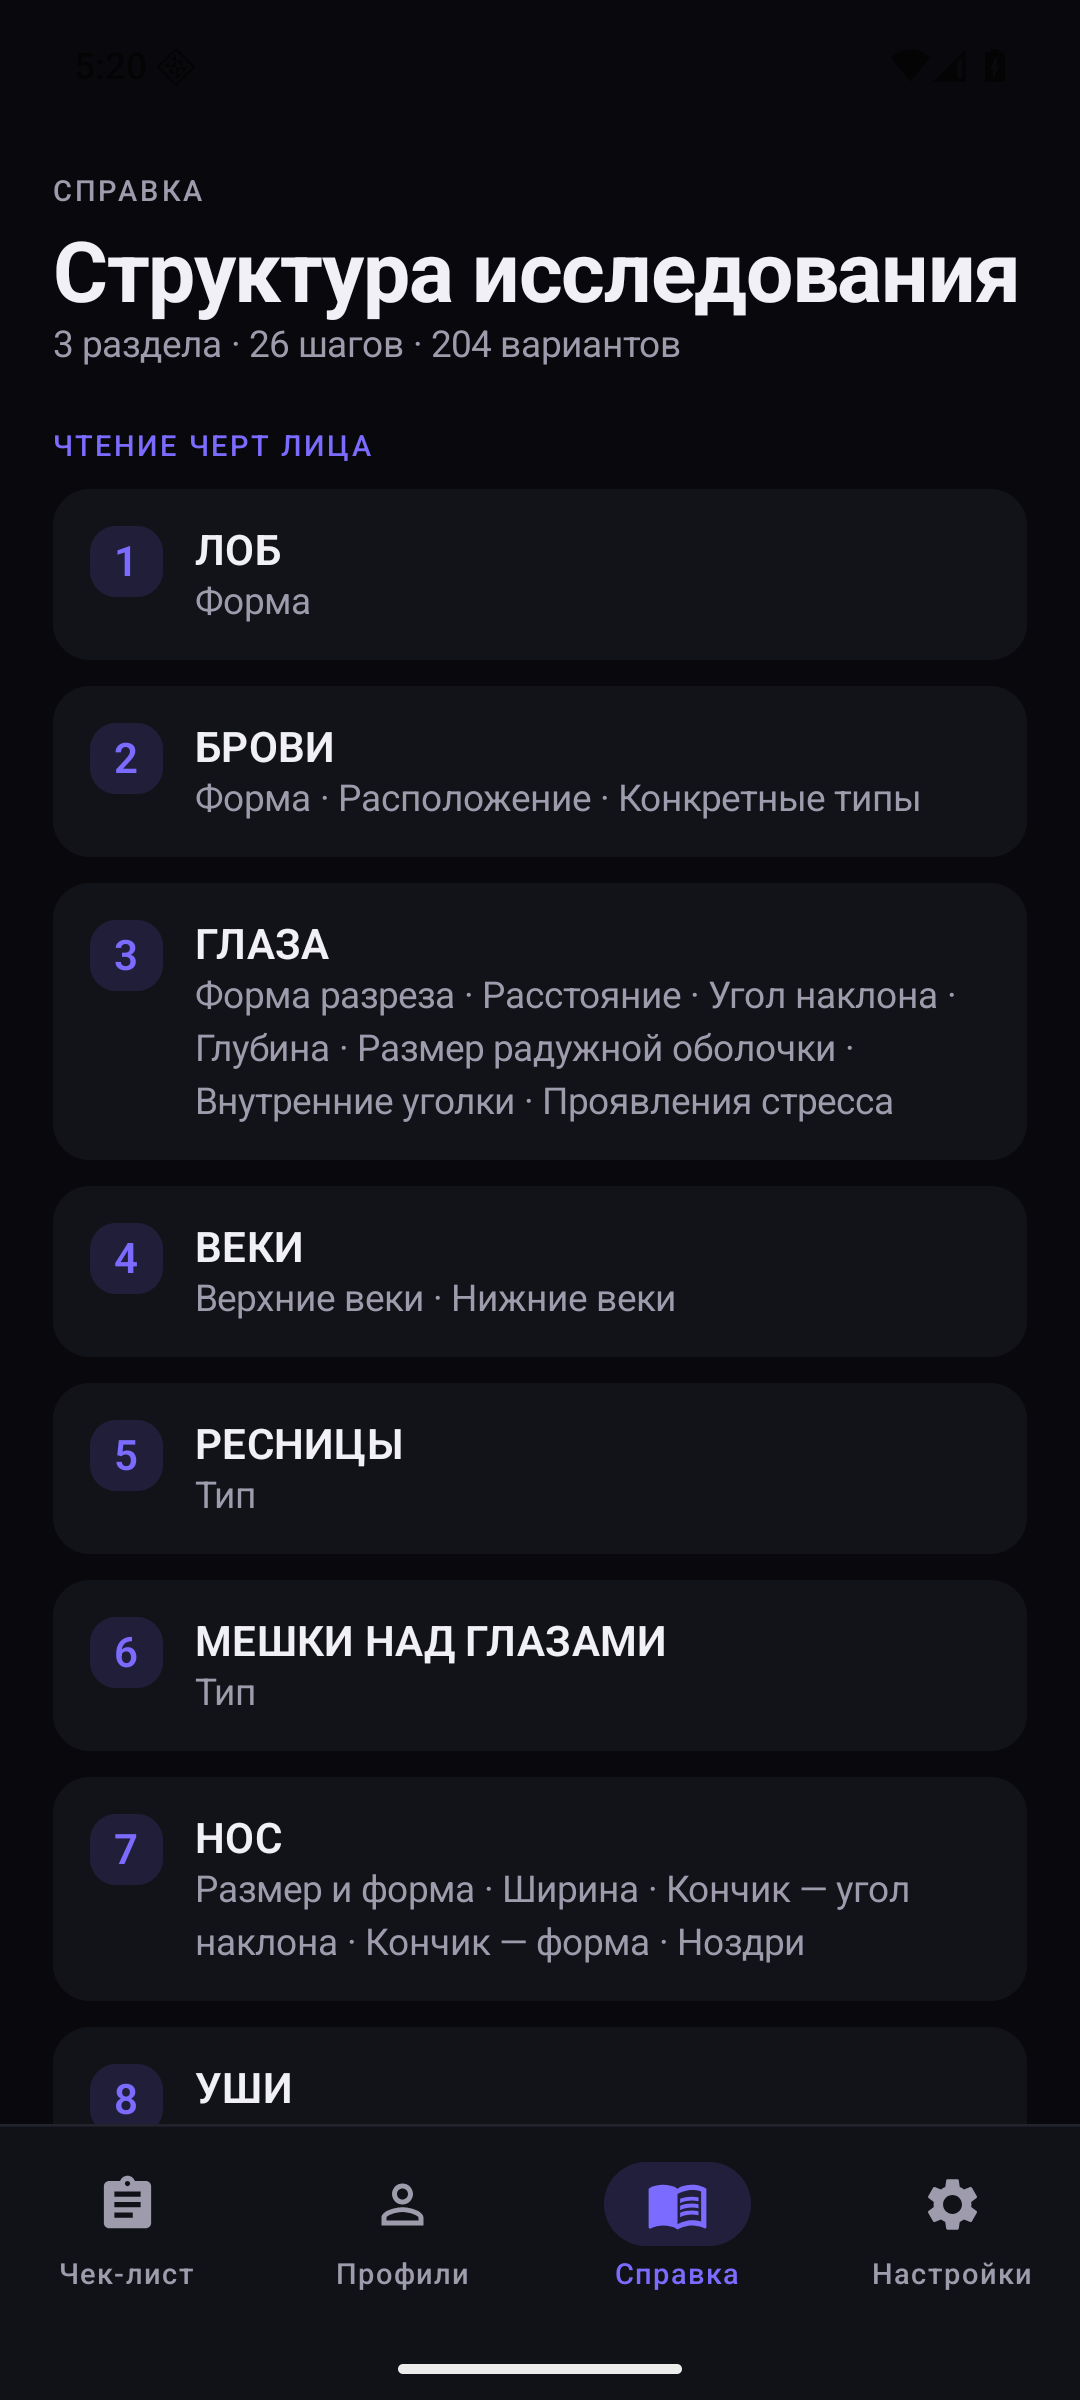 5:20
СПРАВКА
Структура исследования
3 раздела · 26 шагов · 204 вариантов
ЧТЕНИЕ ЧЕРТ ЛИЦА
1
ЛОБ
Форма
2
БРОВИ
Форма · Расположение · Конкретные типы
3
ГЛАЗА
Форма разреза · Расстояние · Угол наклона ·
Глубина · Размер радужной оболочки ·
Внутренние уголки · Проявления стресса
4
ВЕКИ
Верхние веки · Нижние веки
5
РЕСНИЦЫ
Тип
6
МЕШКИ НАД ГЛАЗАМИ
Тип
7
НОС
Размер и форма · Ширина · Кончик — угол
наклона · Кончик — форма · Ноздри
8
УШИ
Чек-лист
Профили
Справка
Настройки